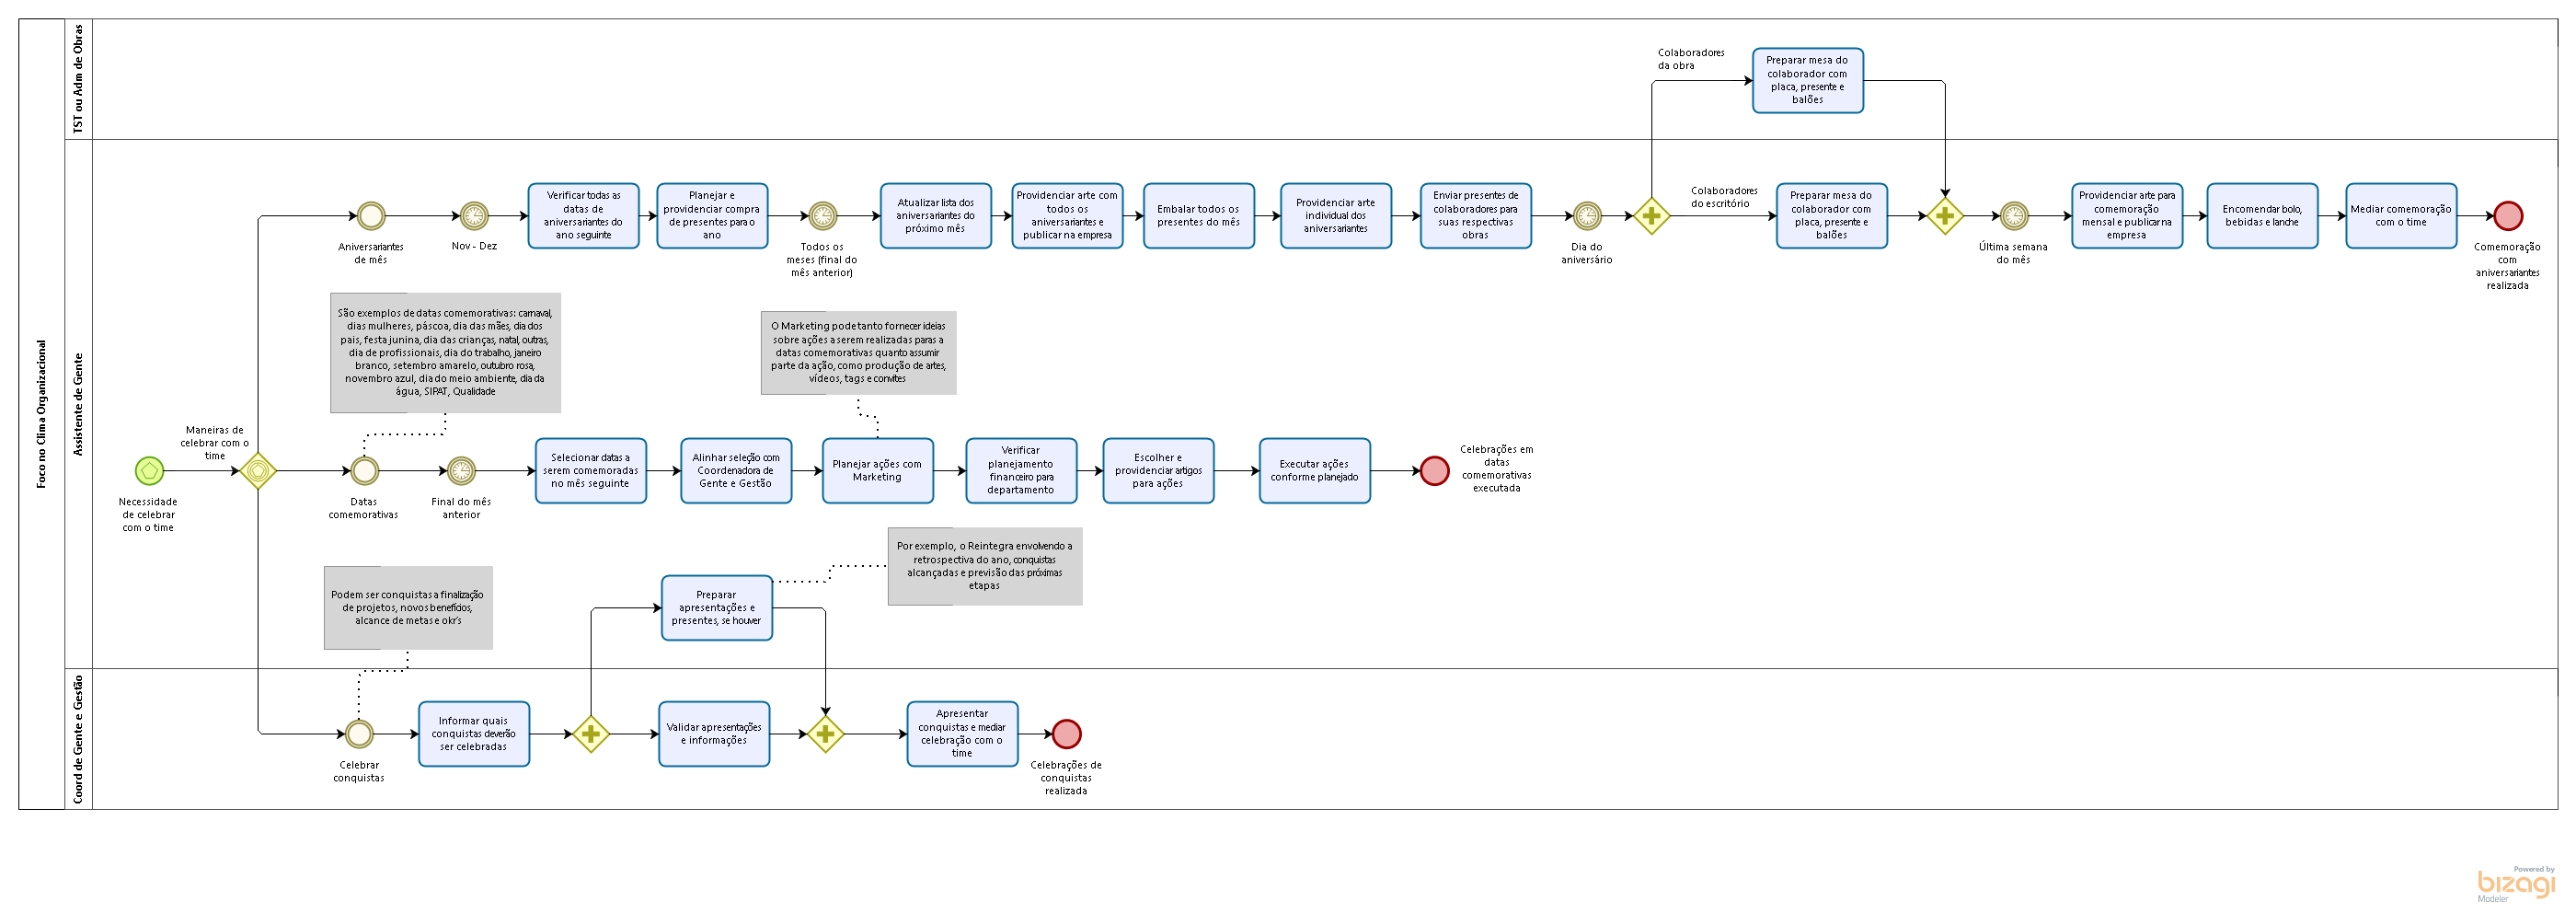 Foco no Clima Organizacional
TST ou Adm de Obras
Colaboradores
da obra
Preparar mesa do
colaborador com
placa, presente e
balões
Assistente de Gente
Aniversariantes
de mês
Nov - Dez
Verificar todas as
datas de
aniversariantes do
ano seguinte
Planejar e
providenciar compra
de presentes para o
ano
Todos os
meses (final do
mês anterior)
Atualizar lista dos
aniversariantes do
próximo mês
Providenciar arte com
todos os
aniversariantes e
publicar na empresa
Embalar todos os
presentes do mês
Providenciar arte
individual dos
aniversariantes
Enviar presentes de
colaboradores para
suas respectivas
obras
Dia do
aniversário
Colaboradores
do escritório
Preparar mesa do
colaborador com
placa, presente e
balões
Última semana
do mês
Providenciar arte para
comemoração
mensal e publicar na
empresa
Encomendar bolo,
bebidas e lanche
Mediar comemoração
com o time
Comemoração
com
aniversariantes
realizada
São exemplos de datas comemorativas: carnaval,
dias mulheres, páscoa, dia das mães, dia dos
pais, festa junina, dia das crianças, natal, outras,
dia de profissionais, dia do trabalho, janeiro
branco, setembro amarelo, outubro rosa,
novembro azul, dia do meio ambiente, dia da
água, SIPAT, Qualidade
O Marketing pode tanto fornecer ideias
sobre ações a serem realizadas paras a
datas comemorativas quanto assumir
parte da ação, como produção de artes,
vídeos, tags e convites
Necessidade
de celebrar
com o time
Maneiras de
celebrar com o
time
Datas
comemorativas
Final do mês
anterior
Selecionar datas a
serem comemoradas
no mês seguinte
Alinhar seleção com
Coordenadora de
Gente e Gestão
Planejar ações com
Marketing
Verificar
planejamento
financeiro para
departamento
Escolher e
providenciar artigos
para ações
Executar ações
conforme planejado
Celebrações em
datas
comemorativas
executada
Por exemplo, o Reintegra envolvendo a
retrospectiva do ano, conquistas
alcançadas e previsão das próximas
etapas
Podem ser conquistas a finalização
de projetos, novos benefícios,
alcance de metas e okr's
Preparar
apresentações e
presentes, se houver
Coord de Gente e Gestão
Celebrar
conquistas
Informar quais
conquistas deverão
ser celebradas
Validar apresentações
e informações
Apresentar
conquistas e mediar
celebração com o
time
Celebrações de
conquistas
realizada
Powered by
bizagi
Modeler